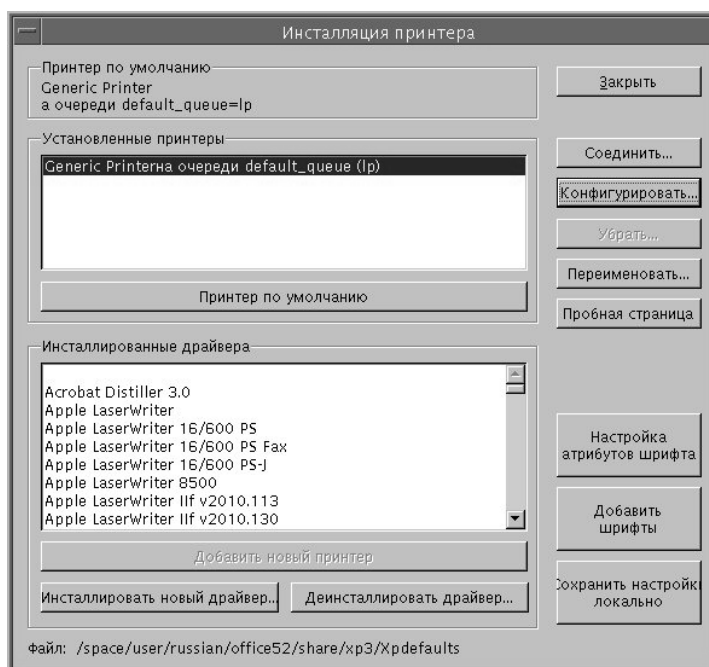 Инсталляция принтера
Принтер по умолчанию
Generic Printer
а очереди default_queue=lp
Закрыть
Установленные принтеры
Generic Printerна очереди default_queue (lp)
Соединить...
Конфигурировать...
Убрать...
Переименовать...
Принтер по умолчанию
Пробная страница
Инсталлированные драйвера
Acrobat Distiller 3.0
Apple LaserWriter
Apple LaserWriter 16/600 PS
Apple LaserWriter 16/600 PS Fax
Apple LaserWriter 16/600 PS-J
Apple LaserWriter 8500
Apple LaserWriter IIf v2010.113
Apple LaserWriter IIf v2010.130
Настройка
атрибутов шрифта
Добавить
шрифты
Добавить новый принтер
Инсталлировать новый драйвер...
Деинсталлировать драйвер...
Сохранить настройки
локально
Файл: /space/user/russian/office52/share/xp3/Xpdefaults